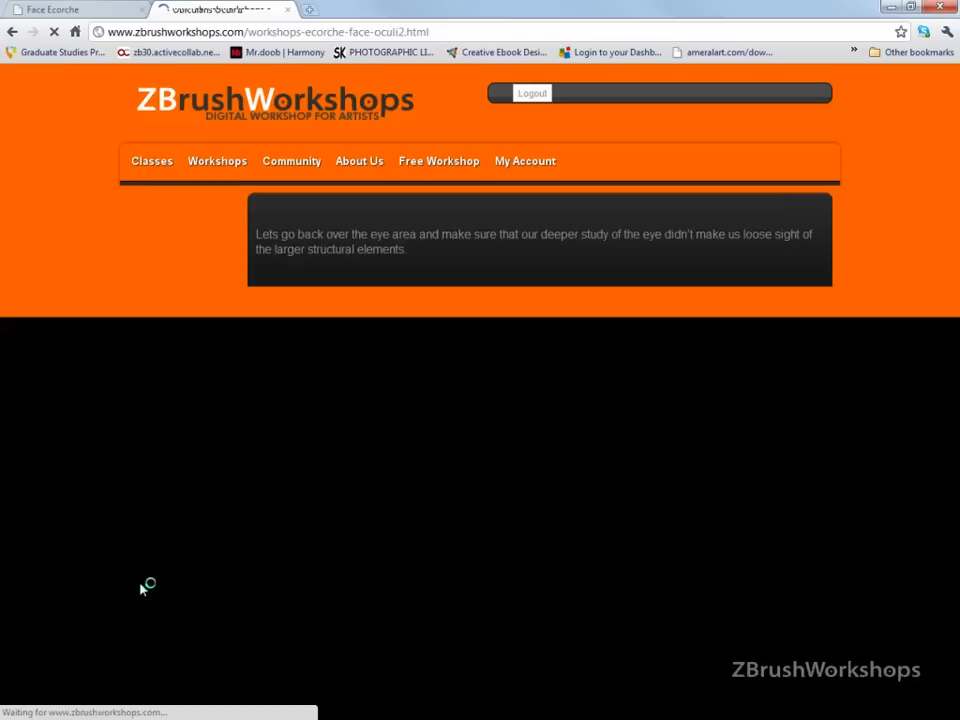 Face Ecorche
www.zbrushworkshops.com/workshops-ecorche-face-oculi2.html
Graduate Studies Pr... zb30.activecollab.ne... Mr.doob | Harmony PHOTOGRAPHIC LI... Creative Ebook Desi... Login to your Dashb... ameralart.com/dow... » Other bookmarks
ZBrushWorkshops
DIGITAL WORKSHOP FOR ARTISTS
Logout
Classes Workshops Community About Us Free Workshop My Account
Lets go back over the eye area and make sure that our deeper study of the eye didn't make us loose sight of
the larger structural elements.
ZBrushWorkshops
Waiting for www.zbrushworkshops.com...